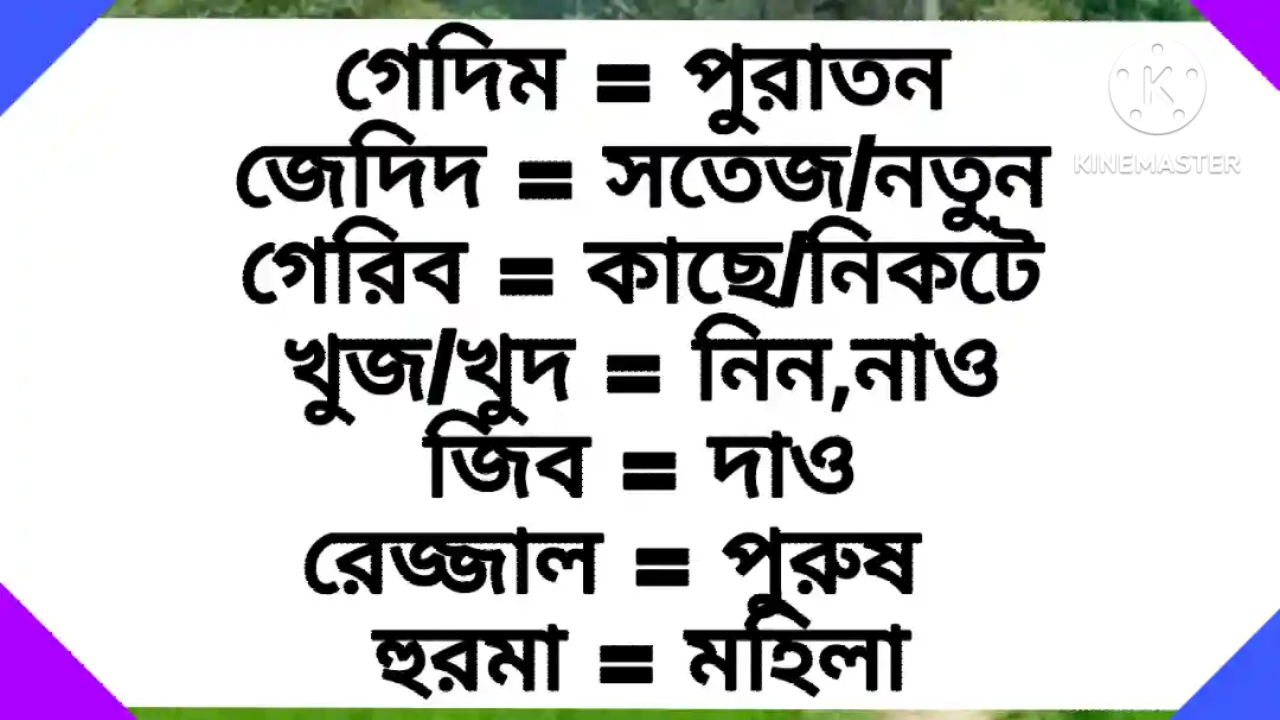 গেদিম = পুরাতন
জেদিদ = সতেজ/নতুন
গেরিব = কাছে/নিকটে
খুজ/খুদ = নিন,নাও
জিব = দাও
রেজ্জাল = পুরুষ
হুরমা = মহিলা
K
KINEMASTER